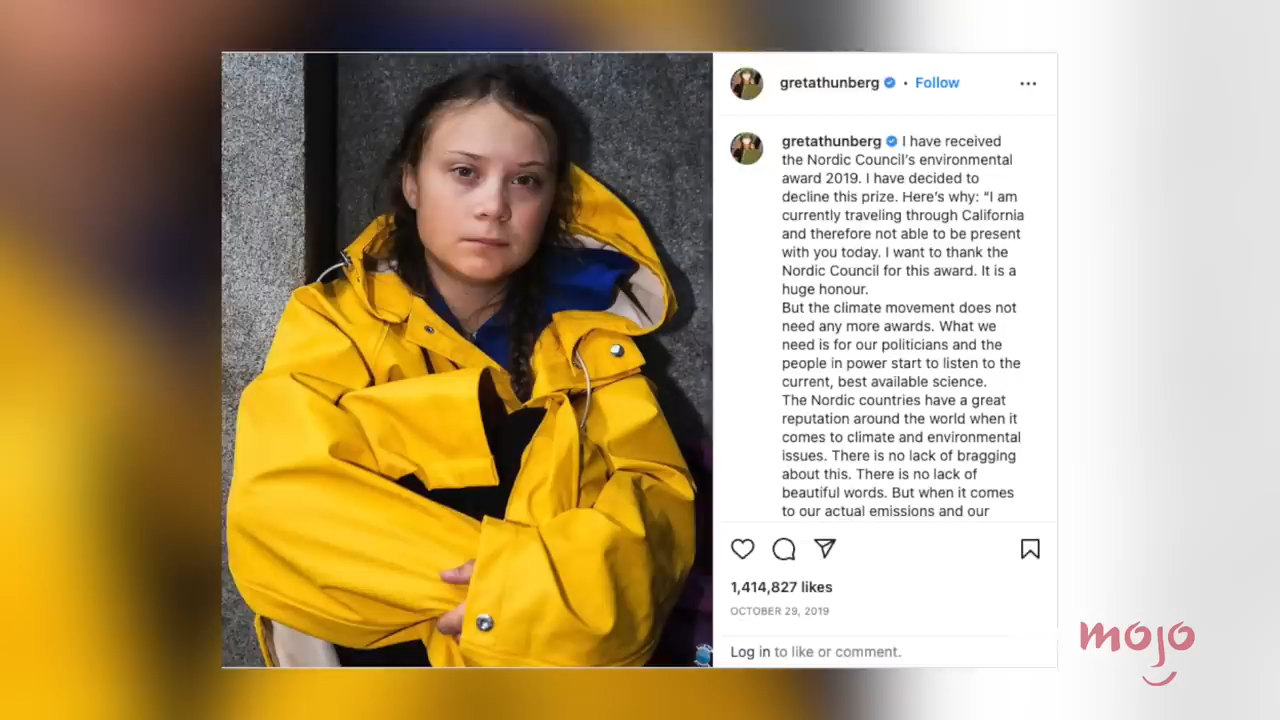 gretathunberg • Follow
gretathunberg I have received
the Nordic Council's environmental
award 2019. I have decided to
decline this prize. Here's why: “I am
currently traveling through California
and therefore not able to be present
with you today. I want to thank the
Nordic Council for this award. It is a
huge honour.
But the climate movement does not
need any more awards. What we
need is for our politicians and the
people in power start to listen to the
current, best available science.
The Nordic countries have a great
reputation around the world when it
comes to climate and environmental
issues. There is no lack of bragging
about this. There is no lack of
beautiful words. But when it comes
to our actual emissions and our
1,414,827 likes
OCTOBER 29, 2019
Log in to like or comment.
mojo